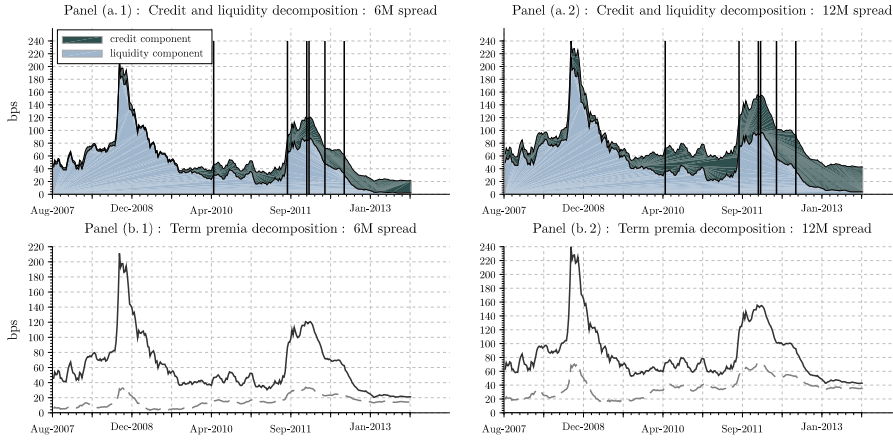 Panel (a. 1) : Credit and liquidity decomposition : 6M spread
Panel (a. 2) : Credit and liquidity decomposition : 12M spread
bps
240
220
200
180
160
140
120
100
80
60
40
20
0
credit component
liquidity component
Aug-2007
Dec-2008
Apr-2010
Sep-2011
Jan-2013
240
220
200
180
160
140
120
100
80
60
40
20
0
Aug-2007
Dec-2008
Apr-2010
Sep-2011
Jan-2013
Panel (b. 1) : Term premia decomposition : 6M spread
Panel (b. 2) : Term premia decomposition : 12M spread
bps
220
200
180
160
140
120
100
80
60
40
20
0
Aug-2007
Dec-2008
Apr-2010
Sep-2011
Jan-2013
240
220
200
180
160
140
120
100
80
60
40
20
0
Aug-2007
Dec-2008
Apr-2010
Sep-2011
Jan-2013